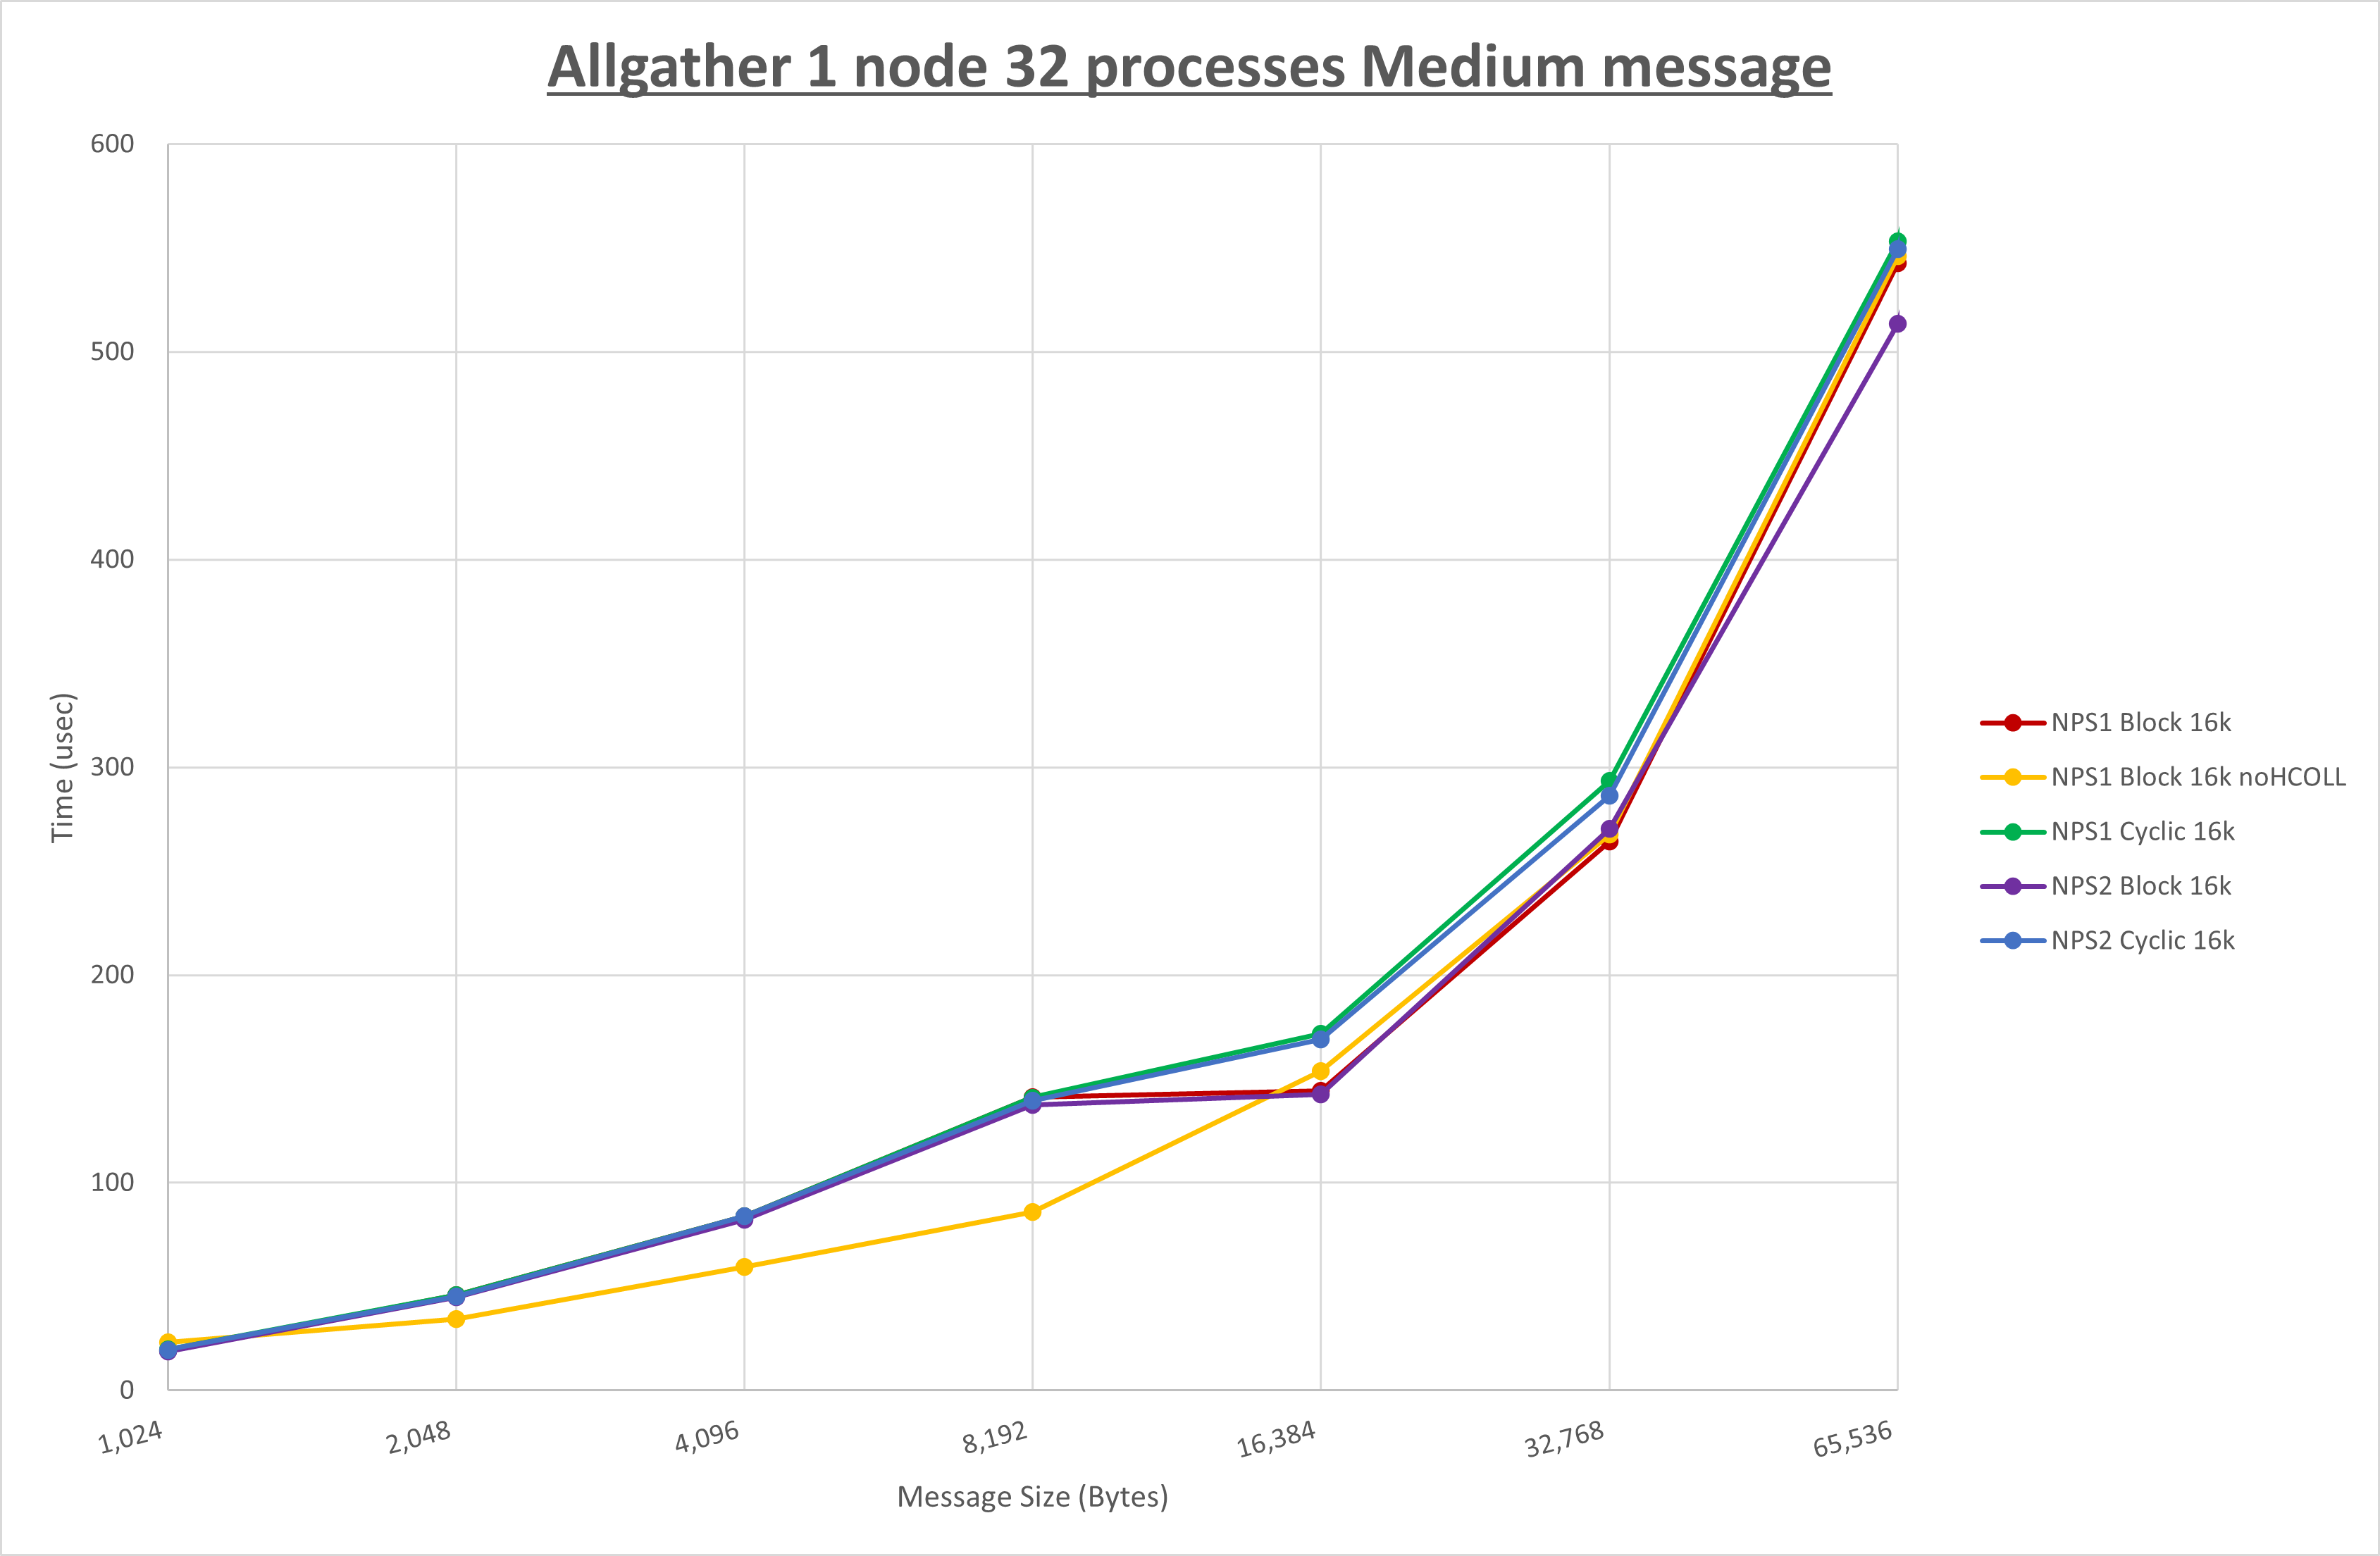 Allgather 1 node 32 processes Medium message
600
500
400
300
200
100
0
Time (usec)
1,024
2,048
4,096
8,192
16,384
32,768
65,536
Message Size (Bytes)
NPS1 Block 16k
NPS1 Block 16k noHCOLL
NPS1 Cyclic 16k
NPS2 Block 16k
NPS2 Cyclic 16k